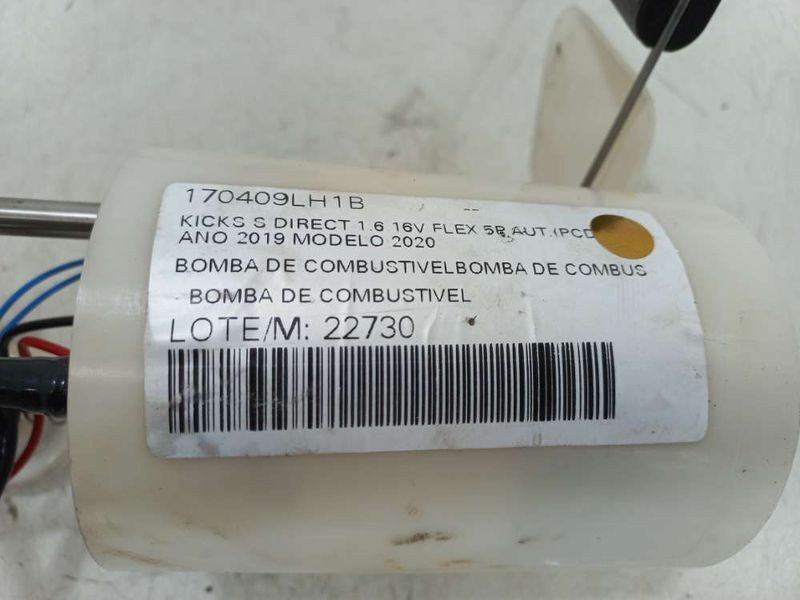 170409LH1B
KICKS S DIRECT 1.6 16V FLEX 5P AUT.(PCD
ANO 2019 MODELO 2020
BOMBA DE COMBUSTIVELBOMBA DE COMBUS
BOMBA DE COMBUSTIVEL
LOTE/M: 22730